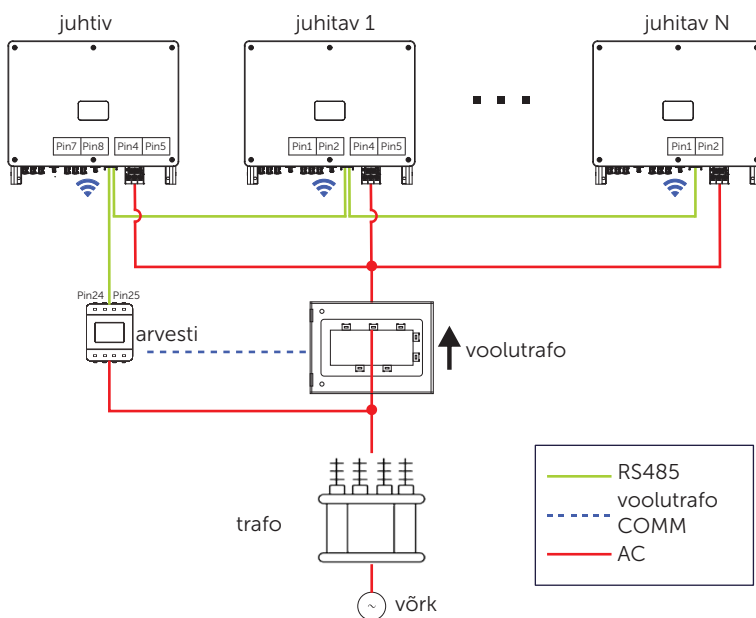 juhtiv
juhitav 1
juhitav N
Pin7 Pin8 Pin4 Pin5
Pin1 Pin2 Pin4 Pin5
Pin1 Pin2
Pin24 Pin25
arvesti
voolutrafo
trafo
võrk
RS485
voolutrafo
COMM
AC